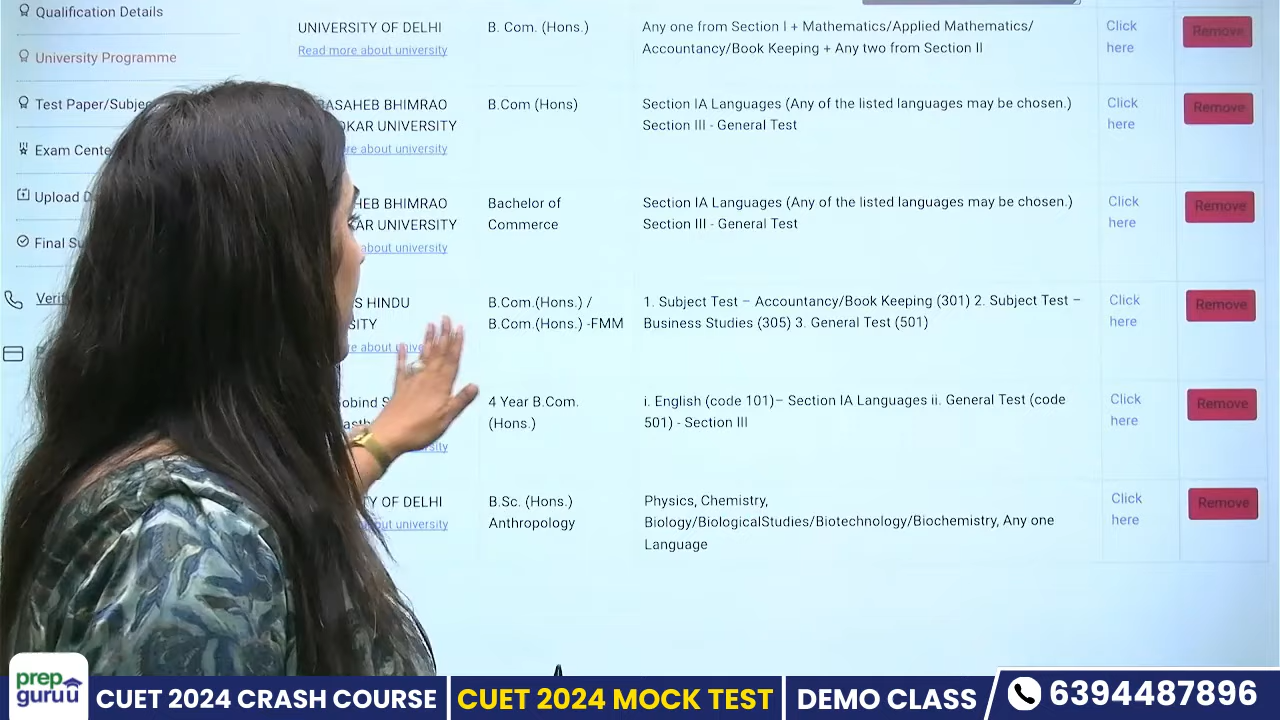 Qualification Details
University Programme
Test Paper/Subje
Exam Cente
Upload D
Final Su
Verif
UNIVERSITY OF DELHI
Read more about university
B.Com.(Hons.)
Any one from Section I + Mathematics/Applied Mathematics/
Accountancy/Book Keeping + Any two from Section II
Click
here
Remove
BASAHEB BHIMRAO
KAR UNIVERSITY
re about university
B.Com (Hons)
Section IA Languages (Any of the listed languages may be chosen.)
Section III - General Test
Click
here
Remove
HEB BHIMRAO
KAR UNIVERSITY
about university
Bachelor of
Commerce
Section IA Languages (Any of the listed languages may be chosen.)
Section III - General Test
Click
here
Remove
S HINDU
SITY
re about unive
B.Com.(Hons.) /
B.Com.(Hons.) -FMM
1. Subject Test – Accountancy/Book Keeping (301) 2. Subject Test –
Business Studies (305) 3. General Test (501)
Click
here
Remove
obind S
asth
rsity
4 Year B.Com.
(Hons.)
i. English (code 101)– Section IA Languages ii. General Test (code
501) - Section III
Click
here
Remove
TY OF DELHI
out university
B.Sc. (Hons.)
Anthropology
Physics, Chemistry,
Biology/BiologicalStudies/Biotechnology/Biochemistry, Any one
Language
Click
here
Remove
prep
guru
CUET 2024 CRASH COURSE
CUET 2024 MOCK TEST
DEMO CLASS
6394487896